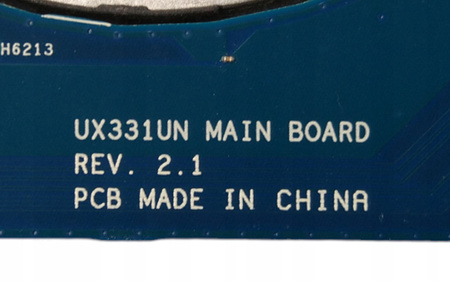 H6213
UX331UN MAIN BOARD
REV. 2.1
PCB MADE IN CHINA